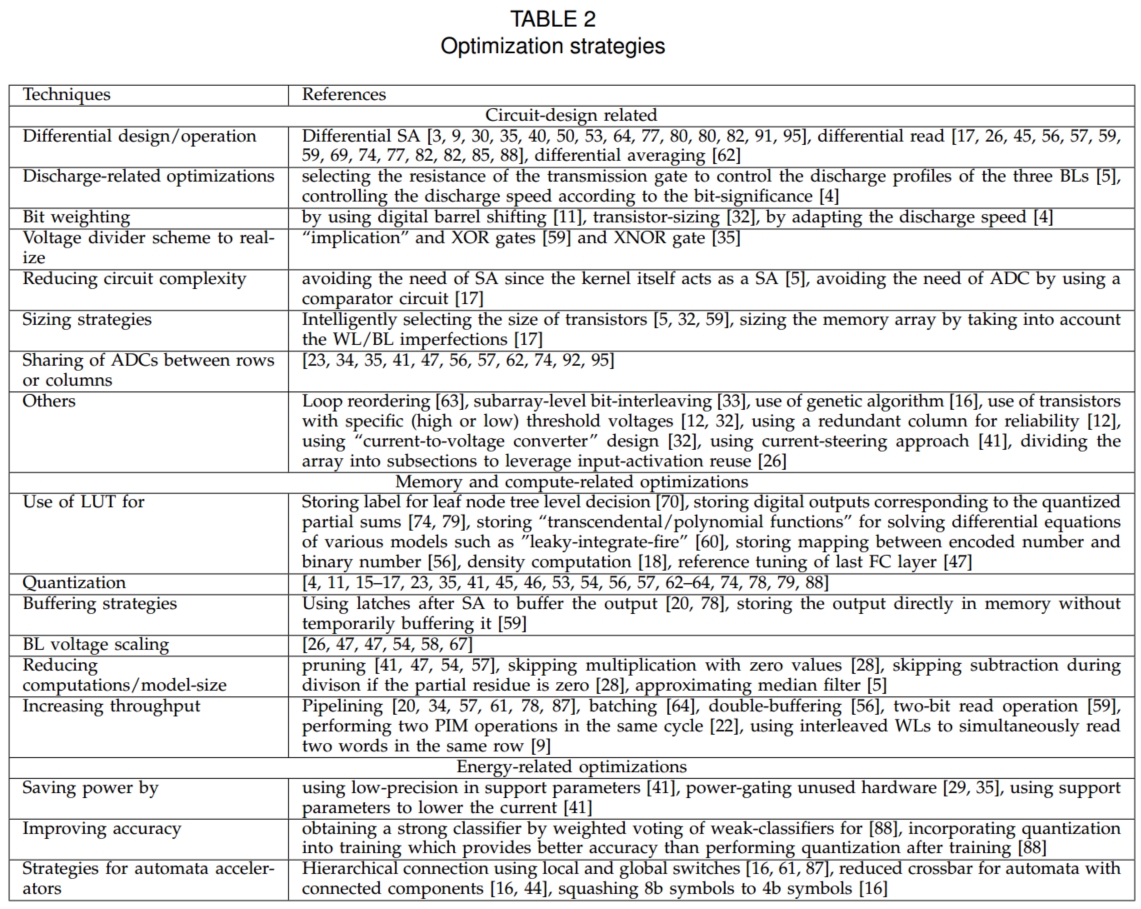 TABLE 2
Optimization strategies
Techniques References
Circuit-design related
Differential design/operation Differential SA [3, 9, 30, 35, 40, 50, 53, 64, 77, 80, 80, 82, 91, 95], differential read [17, 26, 45, 56, 57, 59,
59, 69, 74, 77, 82, 82, 85, 88], differential averaging [62]
Discharge-related optimizations selecting the resistance of the transmission gate to control the discharge profiles of the three BLs [5],
controlling the discharge speed according to the bit-significance [4]
Bit weighting by using digital barrel shifting [11], transistor-sizing [32], by adapting the discharge speed [4]
Voltage divider scheme to real- “implication” and XOR gates [59] and XNOR gate [35]
ize
Reducing circuit complexity avoiding the need of SA since the kernel itself acts as a SA [5], avoiding the need of ADC by using a
comparator circuit [17]
Sizing strategies Intelligently selecting the size of transistors [5, 32, 59], sizing the memory array by taking into account
the WL/BL imperfections [17]
Sharing of ADCs between rows [23, 34, 35, 41, 47, 56, 57, 62, 74, 92, 95]
or columns
Others Loop reordering [63], subarray-level bit-interleaving [33], use of genetic algorithm [16], use of transistors
with specific (high or low) threshold voltages [12, 32], using a redundant column for reliability [12],
using “current-to-voltage converter” design [32], using current-steering approach [41], dividing the
array into subsections to leverage input-activation reuse [26]
Memory and compute-related optimizations
Use of LUT for Storing label for leaf node tree level decision [70], storing digital outputs corresponding to the quantized
partial sums [74, 79], storing “transcendental/polynomial functions” for solving differential equations
of various models such as ”leaky-integrate-fire” [60], storing mapping between encoded number and
binary number [56], density computation [18], reference tuning of last FC layer [47]
Quantization [4, 11, 15–17, 23, 35, 41, 45, 46, 53, 54, 56, 57, 62–64, 74, 78, 79, 88]
Buffering strategies Using latches after SA to buffer the output [20, 78], storing the output directly in memory without
temporarily buffering it [59]
BL voltage scaling [26, 47, 47, 54, 58, 67]
Reducing pruning [41, 47, 54, 57], skipping multiplication with zero values [28], skipping subtraction during
computations/model-size divison if the partial residue is zero [28], approximating median filter [5]
Increasing throughput Pipelining [20, 34, 57, 61, 78, 87], batching [64], double-buffering [56], two-bit read operation [59],
performing two PIM operations in the same cycle [22], using interleaved WLs to simultaneously read
two words in the same row [9]
Energy-related optimizations
Saving power by using low-precision in support parameters [41], power-gating unused hardware [29, 35], using support
parameters to lower the current [41]
Improving accuracy obtaining a strong classifier by weighted voting of weak-classifiers for [88], incorporating quantization
into training which provides better accuracy than performing quantization after training [88]
Strategies for automata acceler- Hierarchical connection using local and global switches [16, 61, 87], reduced crossbar for automata with
ators connected components [16, 44], squashing 8b symbols to 4b symbols [16]